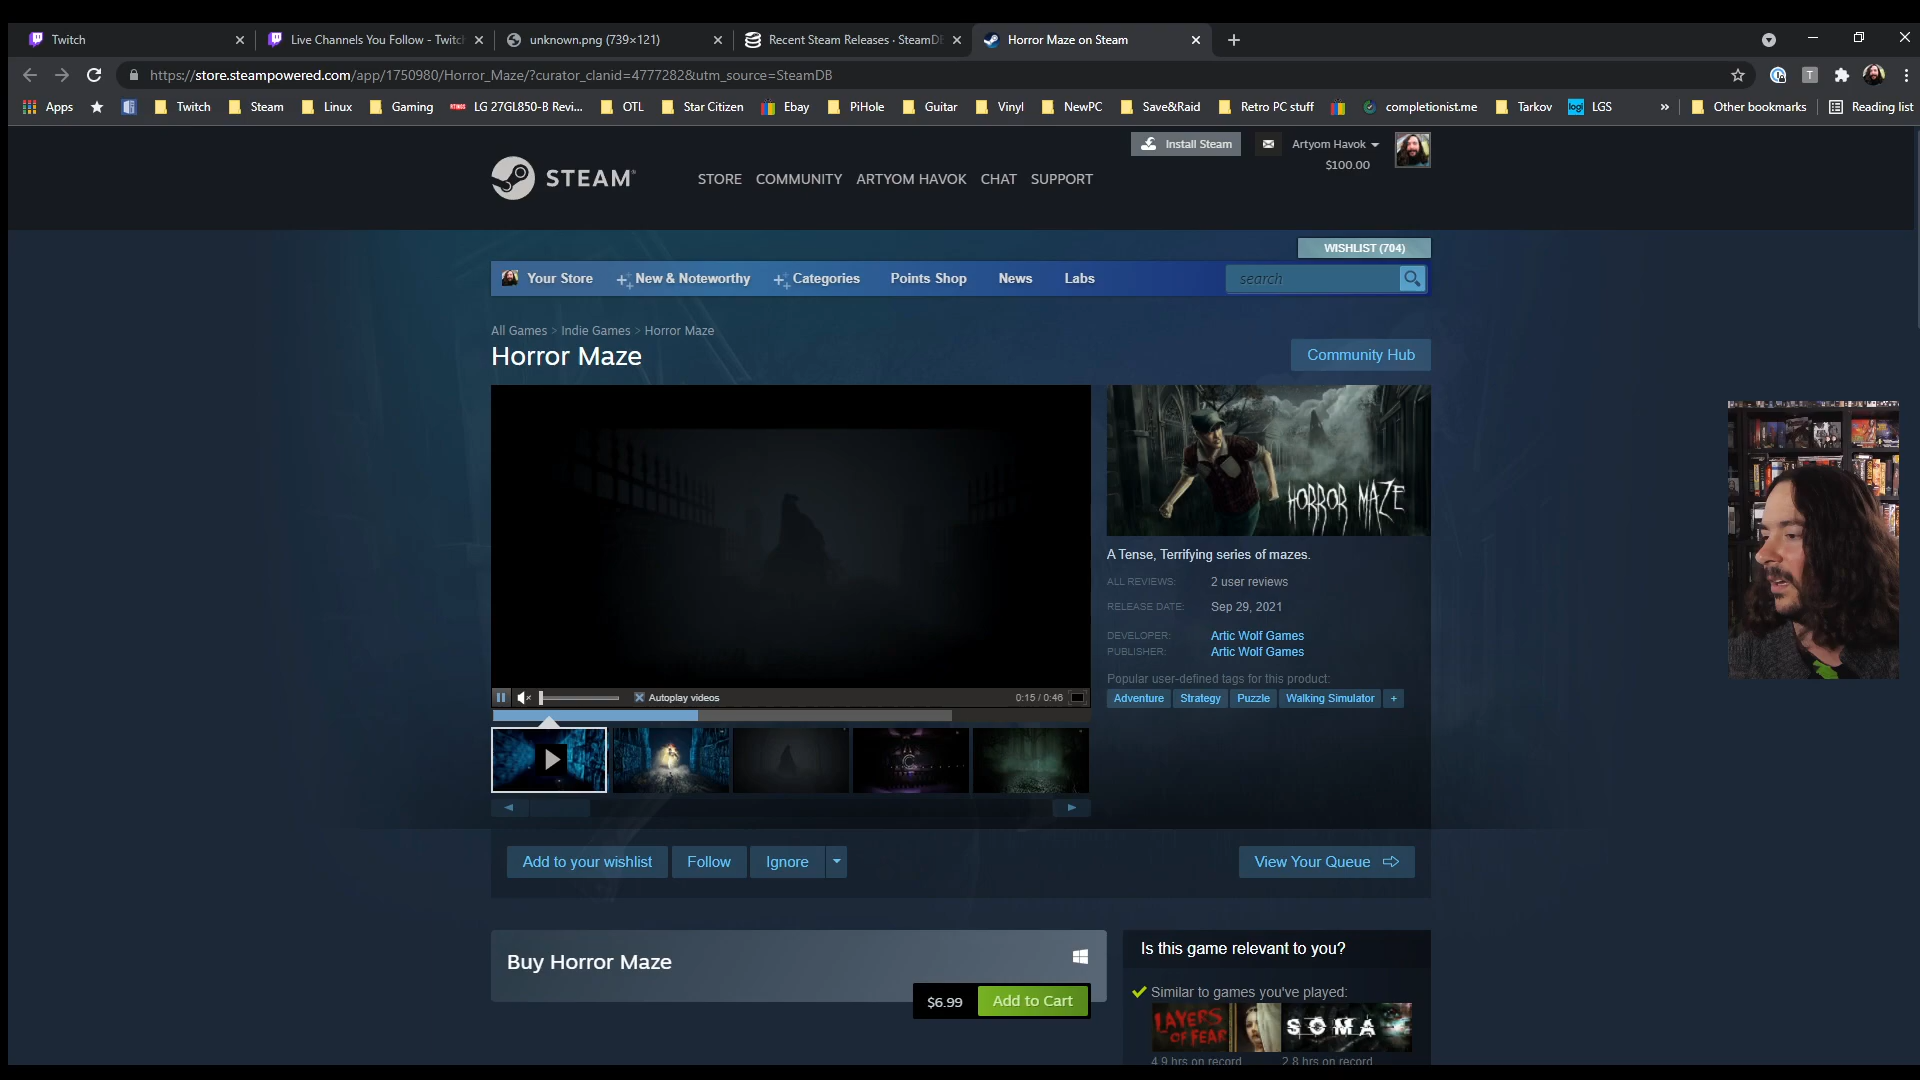 Twitch
Live Channels You Follow - Twitc
unknown.png (739×121)
Recent Steam Releases · SteamD
Horror Maze on Steam
https://store.steampowered.com/app/1750980/Horror_Maze/?curator_clanid=4777282&utm_source=SteamDB
Apps
Twitch
Steam
Linux
Gaming
LG 27GL850-B Revi...
OTL
Star Citizen
Ebay
PiHole
Guitar
Vinyl
NewPC
Save&Raid
Retro PC stuff
completionist.me
Tarkov
LGS
»
Other bookmarks
Reading list
Install Steam
Artyom Havok
$100.00
STEAM
STORE
COMMUNITY
ARTYOM HAVOK
CHAT
SUPPORT
WISHLIST (704)
Your Store
New & Noteworthy
Categories
Points Shop
News
Labs
search
All Games > Indie Games > Horror Maze
Horror Maze
Community Hub
HORROR MAZE
A Tense, Terrifying series of mazes.
ALL REVIEWS: 2 user reviews
RELEASE DATE: Sep 29, 2021
DEVELOPER: Artic Wolf Games
PUBLISHER: Artic Wolf Games
Popular user-defined tags for this product:
Adventure
Strategy
Puzzle
Walking Simulator
+
Autoplay videos
0:15 / 0:46
Add to your wishlist
Follow
Ignore
View Your Queue
Buy Horror Maze
$6.99
Add to Cart
Is this game relevant to you?
Similar to games you've played:
LAYERS OF FEAR
SOMA
4.9 hrs on record
2.8 hrs on record